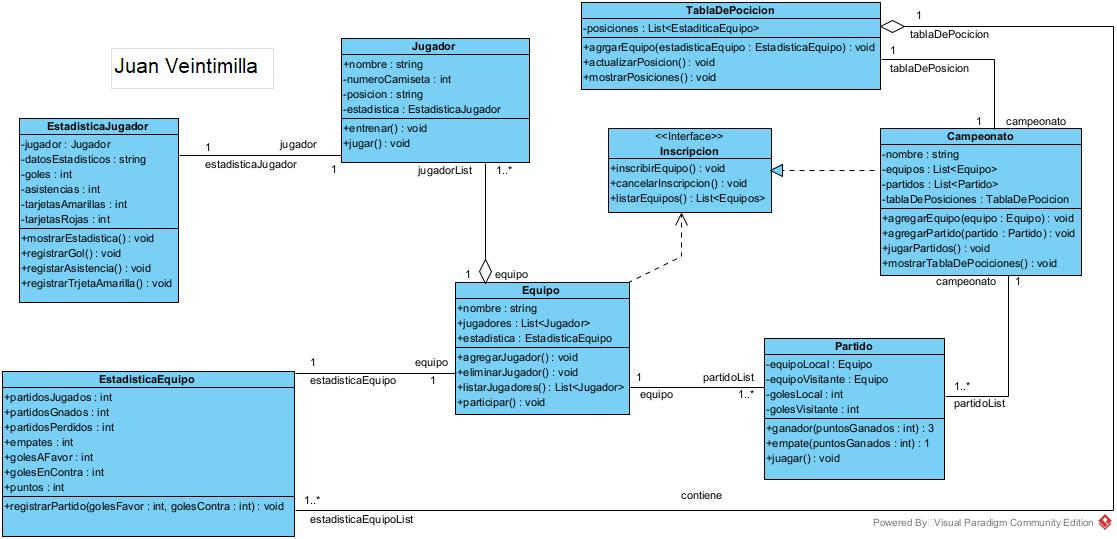 Juan Veintimilla
TablaDePocicion
-posiciones : List<EstaditicaEquipo>
+agrgarEquipo(estadisticaEquipo : EstadisticaEquipo) : void
+actualizarPosicion() : void
+mostrarPosiciones() : void
1
tablaDePocicion
1
tablaDePosicion
1
campeonato
Jugador
+nombre : string
-numeroCamiseta : int
-posicion : string
-estadistica : EstadisticaJugador
+entrenar() : void
+jugar() : void
EstadisticaJugador
-jugador : Jugador
-datosEstadisticos : string
-goles : int
-asistencias : int
-tarjetasAmarillas : int
-tarjetasRojas : int
+mostrarEstadistica() : void
+registrarGol() : void
+registarAsistencia() : void
+registrarTrjetaAmarilla() : void
1
jugador
estadisticaJugador
1
jugadorList
1..*
<<Interface>>
Inscripcion
+inscribirEquipo() : void
+cancelarInscripcion() : void
+listarEquipos() : List<Equipos>
Campeonato
-nombre : string
-equipos : List<Equipo>
-partidos : List<Partido>
-tablaDePosiciones : TablaDePocicion
+agregarEquipo(equipo : Equipo) : void
+agregarPartido(partido : Partido) : void
+jugarPartidos() : void
+mostrarTablaDePociciones() : void
campeonato
1
1
equipo
Equipo
+nombre : string
+jugadores : List<Jugador>
+estadistica : EstadisticaEquipo
+agregarJugador() : void
+eliminarJugador() : void
+listarJugadores() : List<Jugador>
+participar() : void
1
equipo
estadisticaEquipo
1
1
partidoList
equipo
1..*
Partido
-equipoLocal : Equipo
-equipoVisitante : Equipo
-golesLocal : int
-golesVisitante : int
+ganador(puntosGanados : int) : 3
+empate(puntosGanados : int) : 1
+juagar() : void
1..*
partidoList
EstadisticaEquipo
+partidosJugados : int
+partidosGnados : int
+partidosPerdidos : int
+empates : int
+golesAFavor : int
+golesEnContra : int
+puntos : int
+registrarPartido(golesFavor : int, golesContra : int) : void
1..*
contiene
estadisticaEquipoList
Powered By Visual Paradigm Community Edition